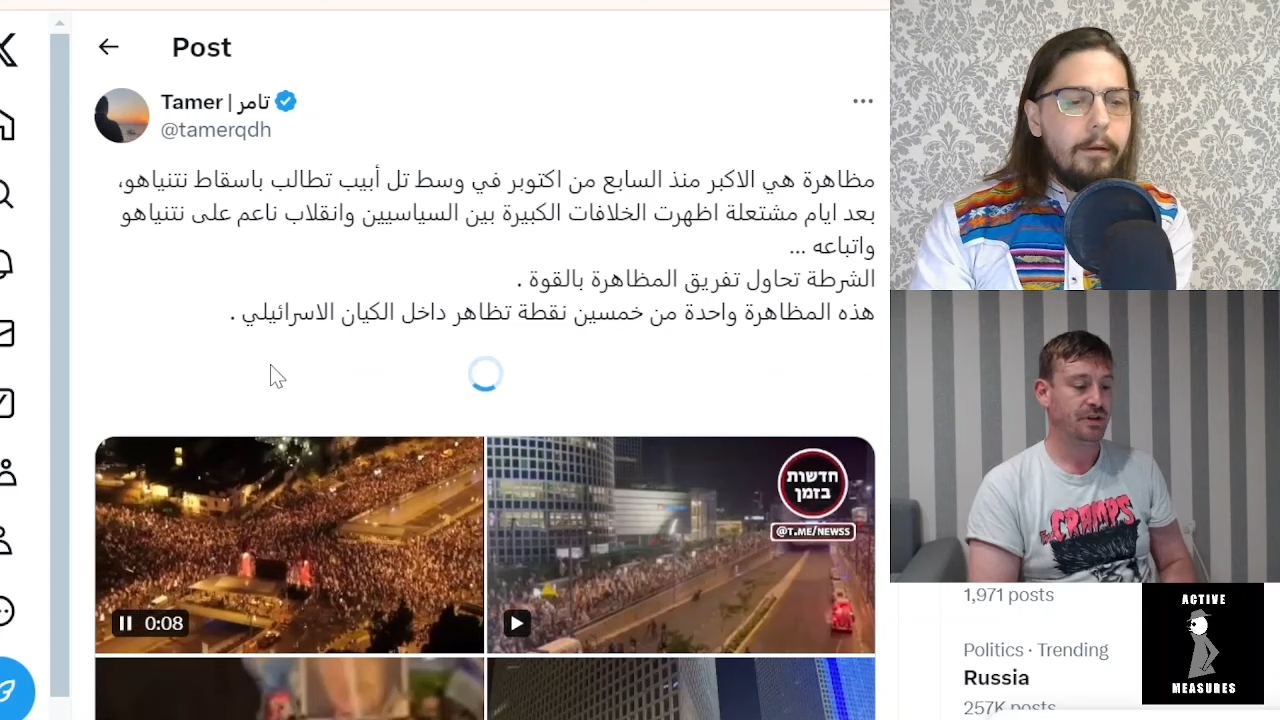 Post
Tamer | تامر
@tamerqdh
مظاهرة هي الاكبر منذ السابع من اكتوبر في وسط تل أبيب تطالب باسقاط نتنياهو،
بعد ايام مشتعلة اظهرت الخلافات الكبيرة بين السياسيين وانقلاب ناعم على نتنياهو
واتباعه ...
الشرطة تحاول تفريق المظاهرة بالقوة .
هذه المظاهرة واحدة من خمسين نقطة تظاهر داخل الكيان الاسرائيلي .
0:08
חדשות
בזמן
@T.ME/NEWSS
CRAMPS
1,971 posts
Politics · Trending
Russia
257K posts
ACTIVE
MEASURES